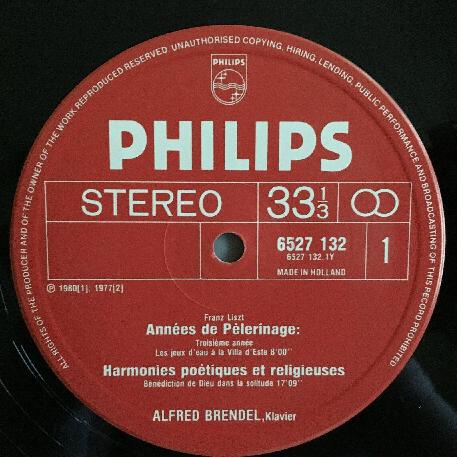 ALL RIGHTS OF THE PRODUCER AND OF THE OWNER OF THE WORK REPRODUCED RESERVED. UNAUTHORISED COPYING, HIRING, LENDING, PUBLIC PERFORMANCE AND BROADCASTING OF THIS RECORD PROHIBITED
PHILIPS
PHILIPS
STEREO
33 1/3
6527 132
6527 132.1Y
MADE IN HOLLAND
1
℗ 1980[1], 1977[2]
Franz Liszt
Années de Pèlerinage:
Troisième année
Les jeux d'eau à la Villa d'Este 8'00"
Harmonies poëtiques et religieuses
Bénédiction de Dieu dans la solitude 17'09"
ALFRED BRENDEL, Klavier